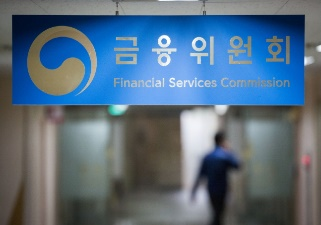 금융위원회
Financial Services Commission